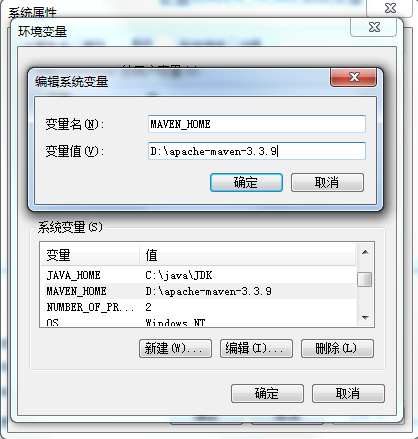 系统属性
环境变量
编辑系统变量
变量名(N):
MAVEN_HOME
变量值(V):
D:\apache-maven-3.3.9
确定
取消
系统变量(S)
变量 值
JAVA_HOME C:\java\JDK
MAVEN_HOME D:\apache-maven-3.3.9
NUMBER_OF_PR... 2
OS Windows_NT
新建(W)...
编辑(I)...
删除(L)
确定
取消